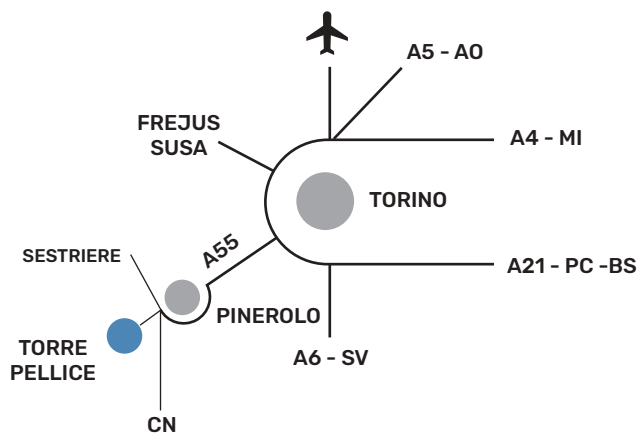 A5 - AO
FREJUS
SUSA
A4 - MI
TORINO
A55
SESTRIERE
A21 - PC -BS
PINEROLO
TORRE
PELLICE
A6 - SV
CN